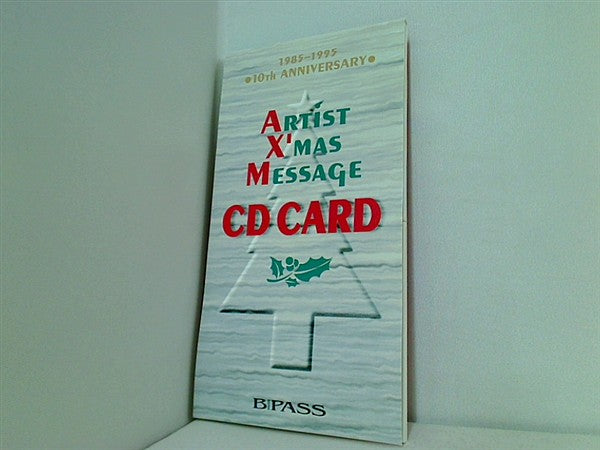 1985-1995
●10TH ANNIVERSARY●
ARTIST
X'MAS
MESSAGE
CD CARD
B-PASS